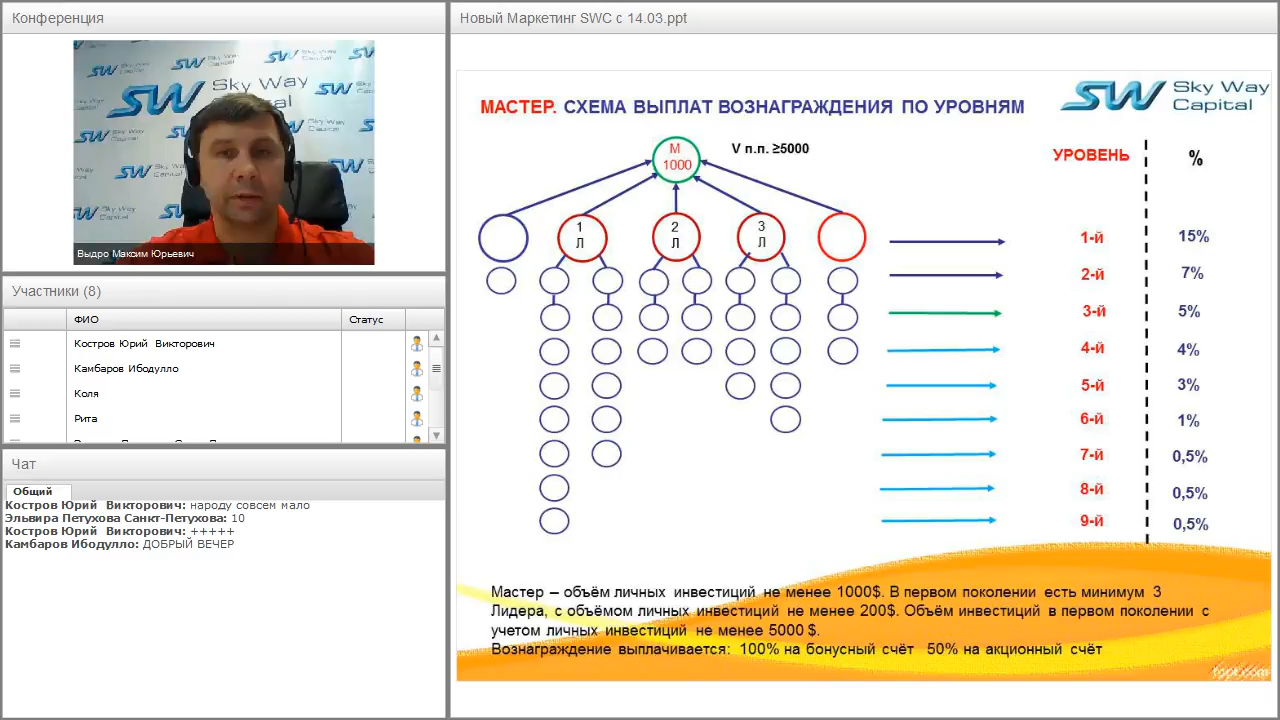 Конференция
SW Sky Way Capital
Выдро Максим Юрьевич
Участники (8)
ФИО
Статус
Костров Юрий Викторович
Камбаров Ибодулло
Коля
Рита
Чат
Общий
Костров Юрий Викторович: народу совсем мало
Эльвира Петухова Санкт-Петухова: 10
Костров Юрий Викторович: +++++
Камбаров Ибодулло: ДОБРЫЙ ВЕЧЕР
Новый Маркетинг SWC с 14.03.ppt
SW Sky Way
Capital
МАСТЕР. СХЕМА ВЫПЛАТ ВОЗНАГРАЖДЕНИЯ ПО УРОВНЯМ
М
1000
V п.п. ≥5000
УРОВЕНЬ %
1
Л
2
Л
3
Л
1-й 15%
2-й 7%
3-й 5%
4-й 4%
5-й 3%
6-й 1%
7-й 0,5%
8-й 0,5%
9-й 0,5%
Мастер – объём личных инвестиций не менее 1000$. В первом поколении есть минимум 3
Лидера, с объёмом личных инвестиций не менее 200$. Объём инвестиций в первом поколении с
учетом личных инвестиций не менее 5000 $.
Вознаграждение выплачивается: 100% на бонусный счёт 50% на акционный счёт